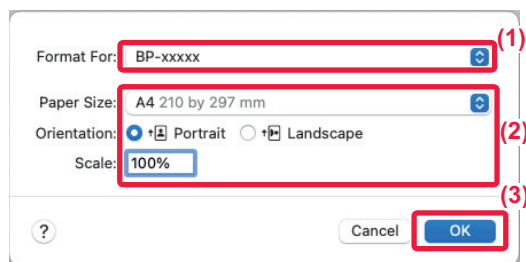 (1)
Format For: BP-xxxxx
Paper Size: A4 210 by 297 mm
Orientation: Portrait Landscape (2)
Scale: 100%
(3)
? Cancel OK